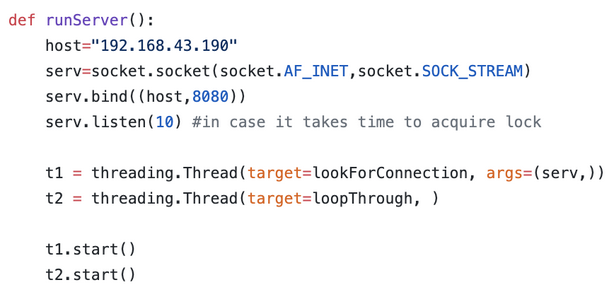 def runServer():
    host="192.168.43.190"
    serv=socket.socket(socket.AF_INET,socket.SOCK_STREAM)
    serv.bind((host,8080))
    serv.listen(10) #in case it takes time to acquire lock

    t1 = threading.Thread(target=lookForConnection, args=(serv,))
    t2 = threading.Thread(target=loopThrough, )

    t1.start()
    t2.start()